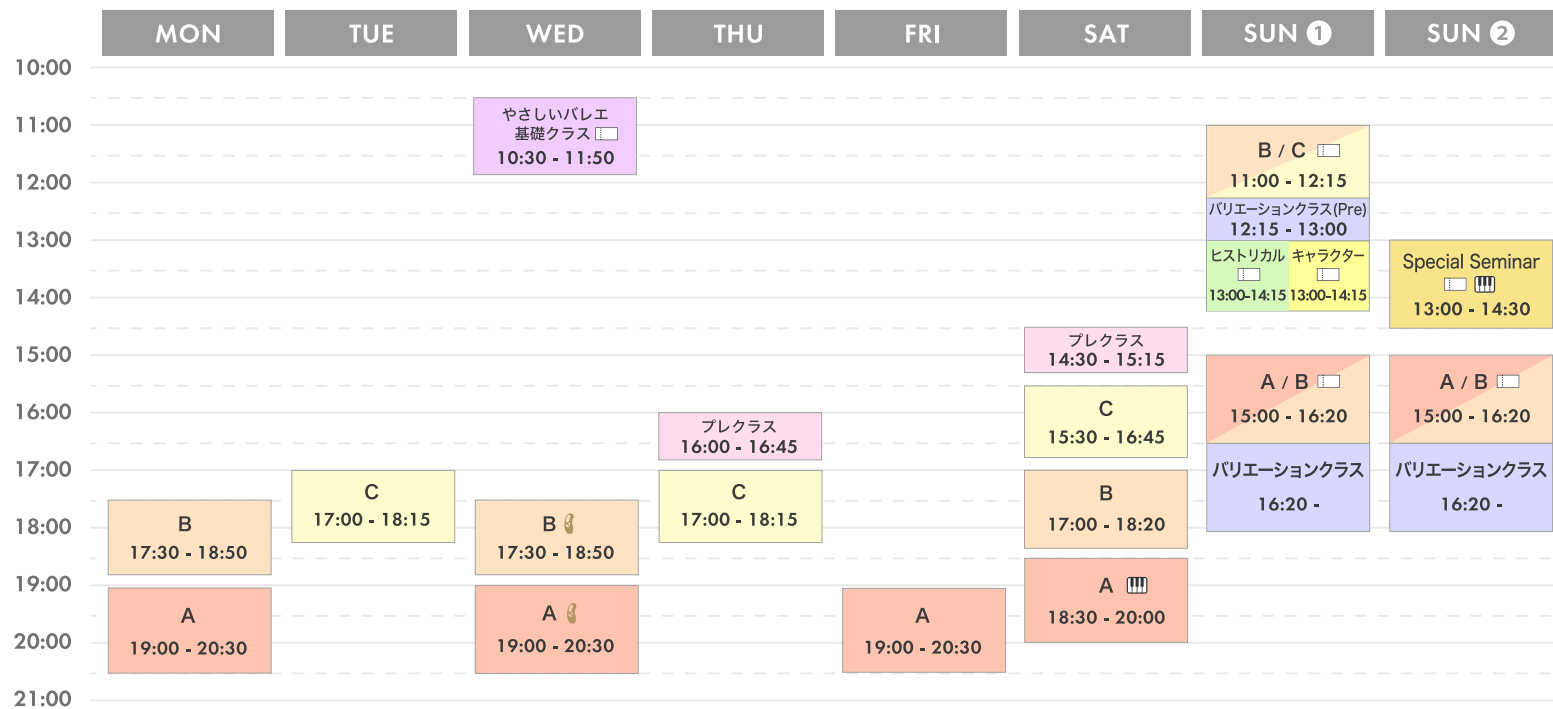 MON
TUE
WED
THU
FRI
SAT
SUN ❶
SUN ❷
10:00
11:00
12:00
13:00
14:00
15:00
16:00
17:00
18:00
19:00
20:00
21:00
B
17:30 - 18:50
A
19:00 - 20:30
C
17:00 - 18:15
やさしいバレエ
基礎クラス
10:30 - 11:50
B
17:30 - 18:50
A
19:00 - 20:30
プレクラス
16:00 - 16:45
C
17:00 - 18:15
A
19:00 - 20:30
プレクラス
14:30 - 15:15
C
15:30 - 16:45
B
17:00 - 18:20
A
18:30 - 20:00
B / C
11:00 - 12:15
バリエーションクラス(Pre)
12:15 - 13:00
ヒストリカル
13:00-14:15
キャラクター
13:00-14:15
A / B
15:00 - 16:20
バリエーションクラス
16:20 -
Special Seminar
13:00 - 14:30
A / B
15:00 - 16:20
バリエーションクラス
16:20 -